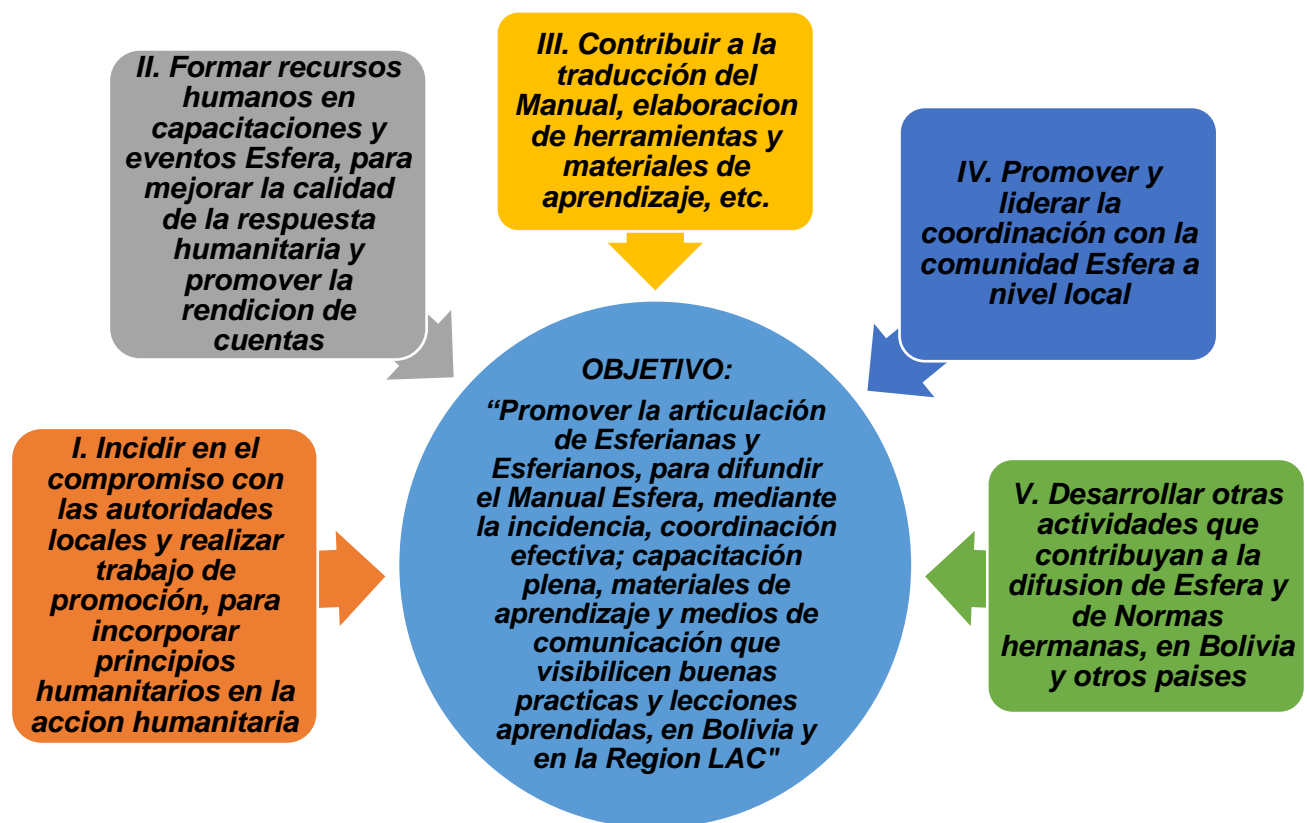 I. Incidir en el
compromiso con
las autoridades
locales y realizar
trabajo de
promoción, para
incorporar
principios
humanitarios en la
accion humanitaria
II. Formar recursos
humanos en
capacitaciones y
eventos Esfera, para
mejorar la calidad
de la respuesta
humanitaria y
promover la
rendicion de
cuentas
III. Contribuir a la
traducción del
Manual, elaboracion
de herramientas y
materiales de
aprendizaje, etc.
IV. Promover y
liderar la
coordinación con la
comunidad Esfera a
nivel local
V. Desarrollar otras
actividades que
contribuyan a la
difusion de Esfera y
de Normas
hermanas, en Bolivia
y otros paises
OBJETIVO:
“Promover la articulación
de Esferianas y
Esferianos, para difundir
el Manual Esfera, mediante
la incidencia, coordinación
efectiva; capacitación
plena, materiales de
aprendizaje y medios de
comunicación que
visibilicen buenas
practicas y lecciones
aprendidas, en Bolivia y
en la Region LAC"